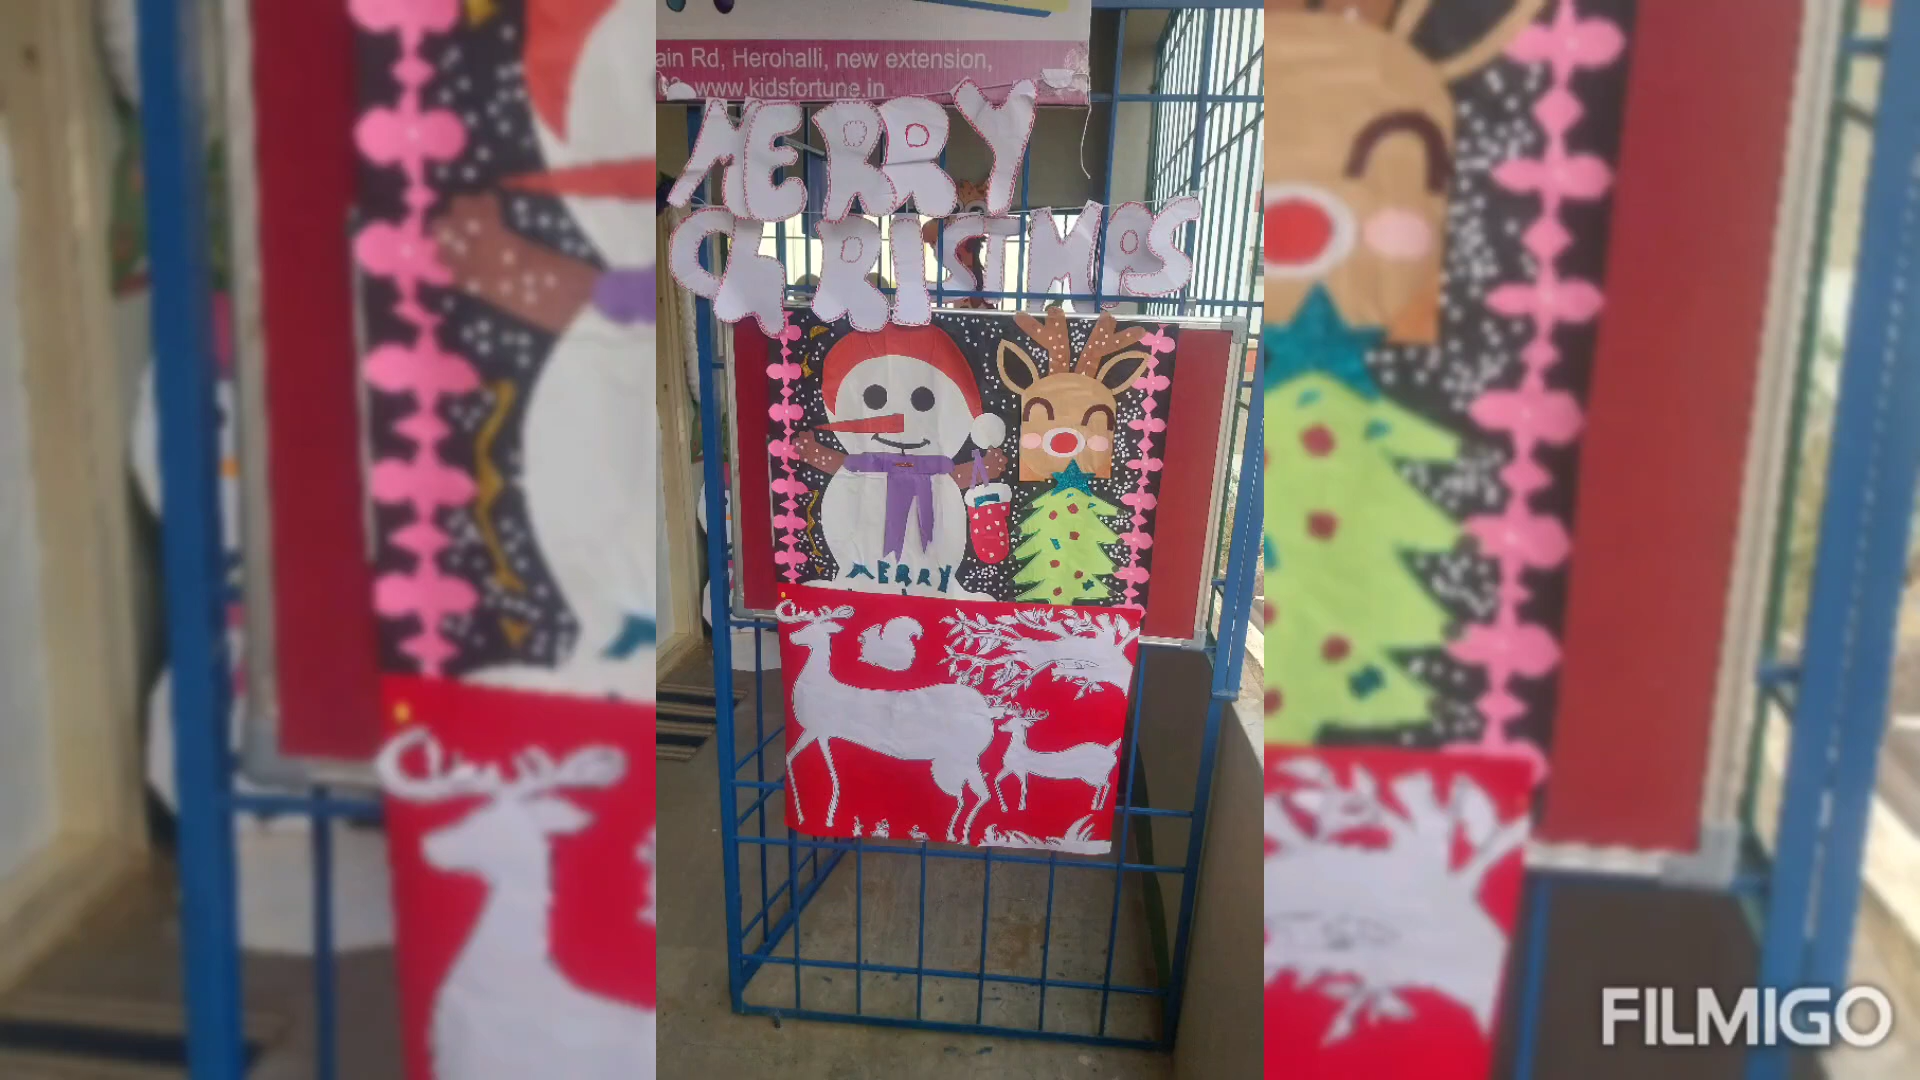 ain Rd, Herohalli, new extension,
www.kidsfortune.in
MERRY
CHRISTMAS
MERRY
FILMIGO